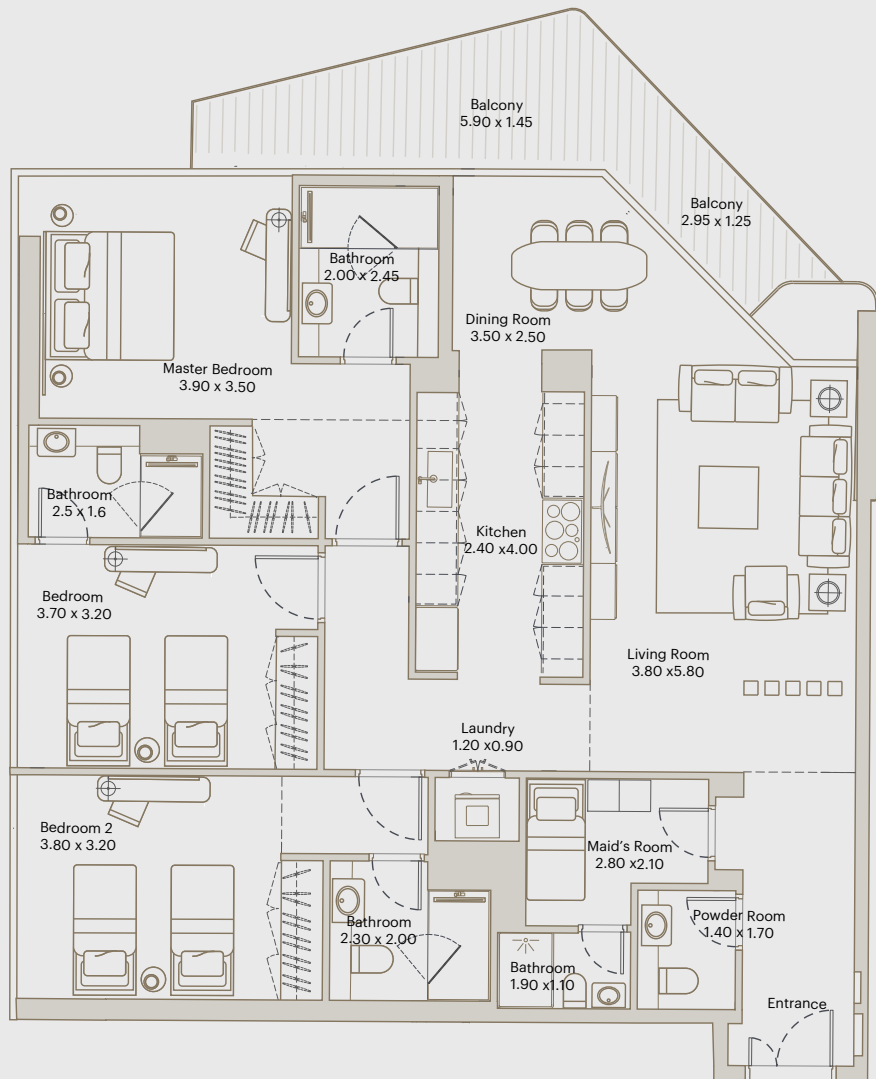 Balcony
5.90 x 1.45
Balcony
2.95 x 1.25
Bathroom
2.00 x 2.45
Dining Room
3.50 x 2.50
Master Bedroom
3.90 x 3.50
Bathroom
2.5 x 1.6
Kitchen
2.40 x4.00
Bedroom
3.70 x 3.20
Living Room
3.80 x5.80
Laundry
1.20 x0.90
Bedroom 2
3.80 x 3.20
Maid's Room
2.80 x2.10
Bathroom
2.30 x 2.00
Powder Room
1.40 x 1.70
Bathroom
1.90 x1.10
Entrance